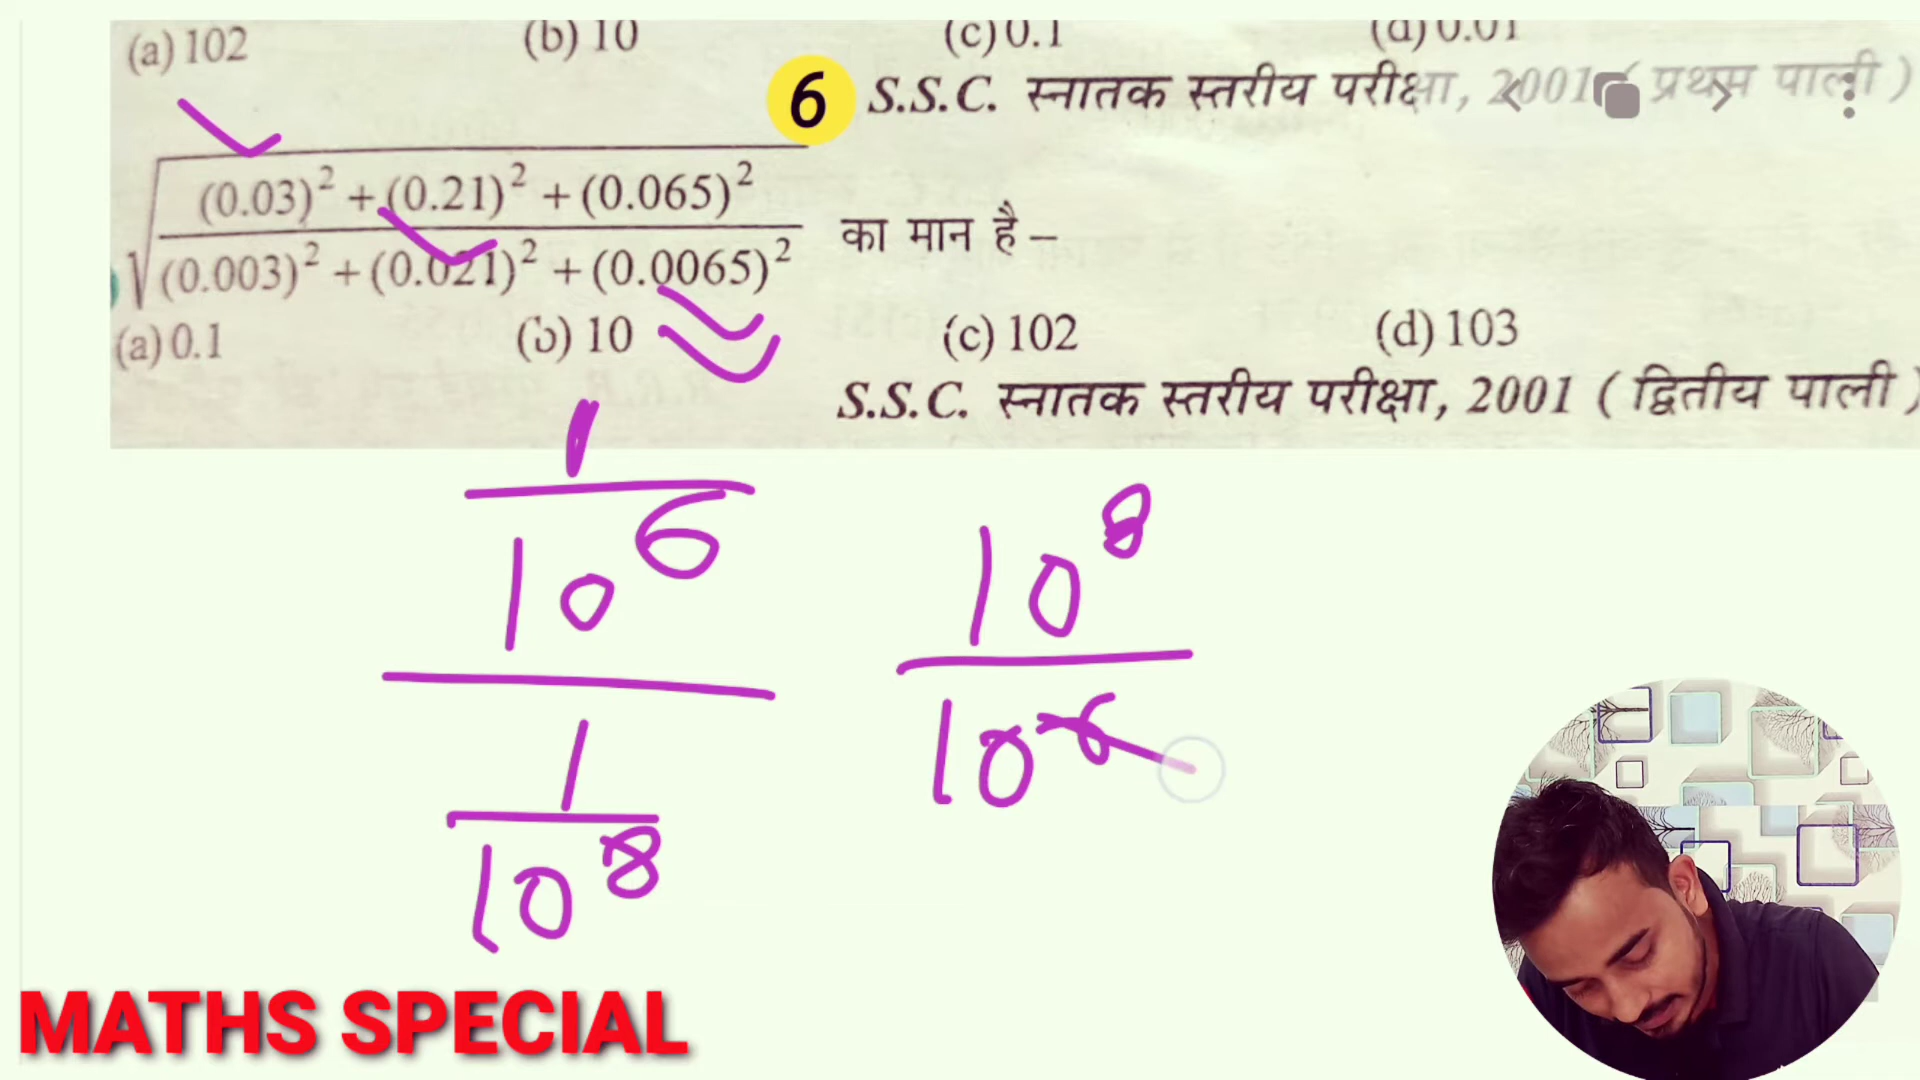 (a) 102 (b) 10 (c) 0.1 (d) 0.01
6 S.S.C. स्नातक स्तरीय परीक्षा, 2001 ( प्रथम पाली )
√ (0.03)² + (0.21)² + (0.065)²
(0.003)² + (0.021)² + (0.0065)² का मान है –
(a) 0.1 (b) 10 (c) 102 (d) 103
S.S.C. स्नातक स्तरीय परीक्षा, 2001 ( द्वितीय पाली )
1
10⁶
1
10⁸
10⁸
10⁶
MATHS SPECIAL